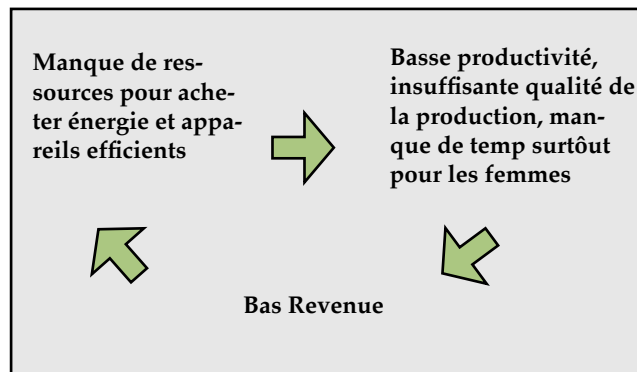 Manque de res-
sources pour ache-
ter énergie et appa-
reils efficients
Basse productivité,
insuffisante qualité de
la production, man-
que de temp surtôut
pour les femmes
Bas Revenue